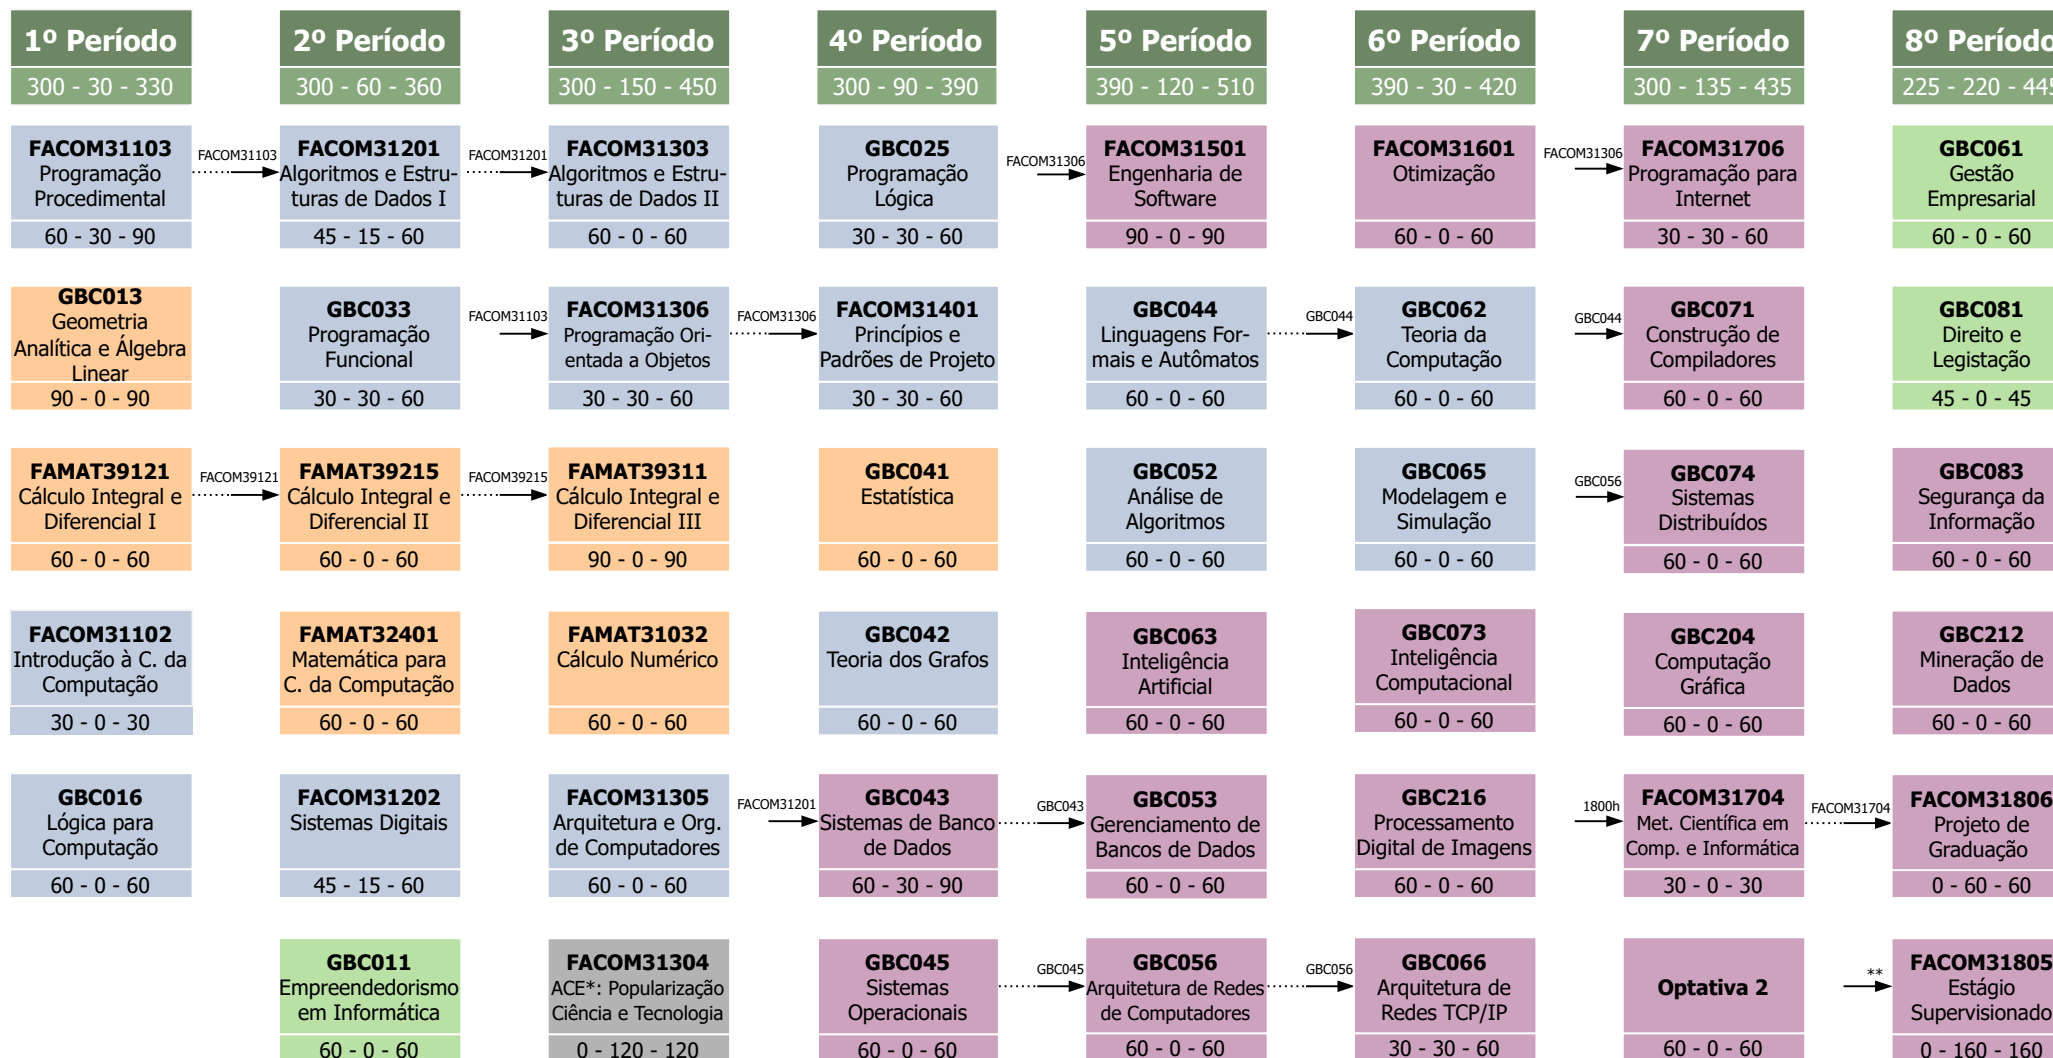 1º Período
2º Período
3º Período
4º Período
5º Período
6º Período
7º Período
8º Período
300 - 30 - 330
300 - 60 - 360
300 - 150 - 450
300 - 90 - 390
390 - 120 - 510
390 - 30 - 420
300 - 135 - 435
225 - 220 - 445
FACOM31103
Programação
Procedimental
60 - 30 - 90
FACOM31103
FACOM31201
Algoritmos e Estru-
turas de Dados I
45 - 15 - 60
FACOM31201
FACOM31303
Algoritmos e Estru-
turas de Dados II
60 - 0 - 60
GBC025
Programação
Lógica
30 - 30 - 60
FACOM31306
FACOM31501
Engenharia de
Software
90 - 0 - 90
FACOM31601
Otimização
60 - 0 - 60
FACOM31306
FACOM31706
Programação para
Internet
30 - 30 - 60
GBC061
Gestão
Empresarial
60 - 0 - 60
GBC013
Geometria
Analítica e Álgebra
Linear
90 - 0 - 90
GBC033
Programação
Funcional
30 - 30 - 60
FACOM31103
FACOM31306
Programação Ori-
entada a Objetos
30 - 30 - 60
FACOM31306
FACOM31401
Princípios e
Padrões de Projeto
30 - 30 - 60
GBC044
Linguagens For-
mais e Autômatos
60 - 0 - 60
GBC044
GBC062
Teoria da
Computação
60 - 0 - 60
GBC044
GBC071
Construção de
Compiladores
60 - 0 - 60
GBC081
Direito e
Legistação
45 - 0 - 45
FAMAT39121
Cálculo Integral e
Diferencial I
60 - 0 - 60
FACOM39121
FAMAT39215
Cálculo Integral e
Diferencial II
60 - 0 - 60
FACOM39215
FAMAT39311
Cálculo Integral e
Diferencial III
90 - 0 - 90
GBC041
Estatística
60 - 0 - 60
GBC052
Análise de
Algoritmos
60 - 0 - 60
GBC065
Modelagem e
Simulação
60 - 0 - 60
GBC056
GBC074
Sistemas
Distribuídos
60 - 0 - 60
GBC083
Segurança da
Informação
60 - 0 - 60
FACOM31102
Introdução à C. da
Computação
30 - 0 - 30
FAMAT32401
Matemática para
C. da Computação
60 - 0 - 60
FAMAT31032
Cálculo Numérico
60 - 0 - 60
GBC042
Teoria dos Grafos
60 - 0 - 60
GBC063
Inteligência
Artificial
60 - 0 - 60
GBC073
Inteligência
Computacional
60 - 0 - 60
GBC204
Computação
Gráfica
60 - 0 - 60
GBC212
Mineração de
Dados
60 - 0 - 60
GBC016
Lógica para
Computação
60 - 0 - 60
FACOM31202
Sistemas Digitais
45 - 15 - 60
FACOM31305
Arquitetura e Org.
de Computadores
60 - 0 - 60
FACOM31201
GBC043
Sistemas de Banco
de Dados
60 - 30 - 90
GBC043
GBC053
Gerenciamento de
Bancos de Dados
60 - 0 - 60
GBC216
Processamento
Digital de Imagens
60 - 0 - 60
1800h
FACOM31704
Met. Científica em
Comp. e Informática
30 - 0 - 30
FACOM31704
FACOM31806
Projeto de
Graduação
0 - 60 - 60
GBC011
Empreendedorismo
em Informática
60 - 0 - 60
FACOM31304
ACE*: Popularização
Ciência e Tecnologia
0 - 120 - 120
GBC045
Sistemas
Operacionais
60 - 0 - 60
GBC045
GBC056
Arquitetura de Redes
de Computadores
60 - 0 - 60
GBC056
GBC066
Arquitetura de
Redes TCP/IP
30 - 30 - 60
Optativa 2
60 - 0 - 60
**
FACOM31805
Estágio
Supervisionado
0 - 160 - 160